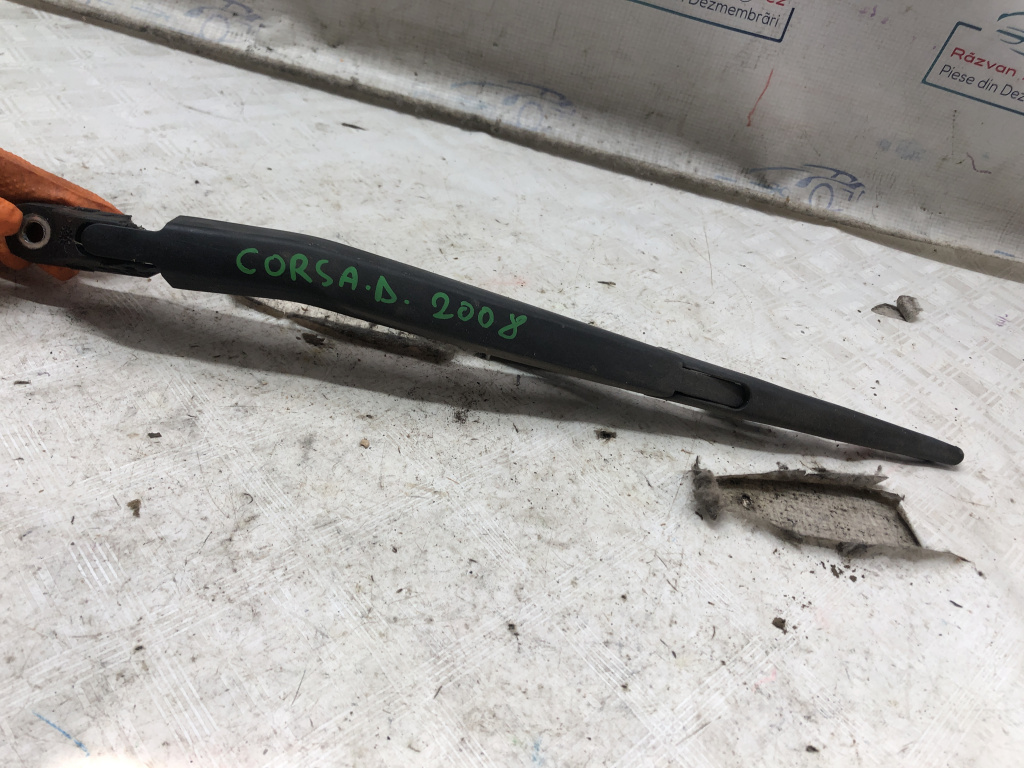 Dezmembrări
Răzvan
Piese din Dez
CORSA.D. 2008